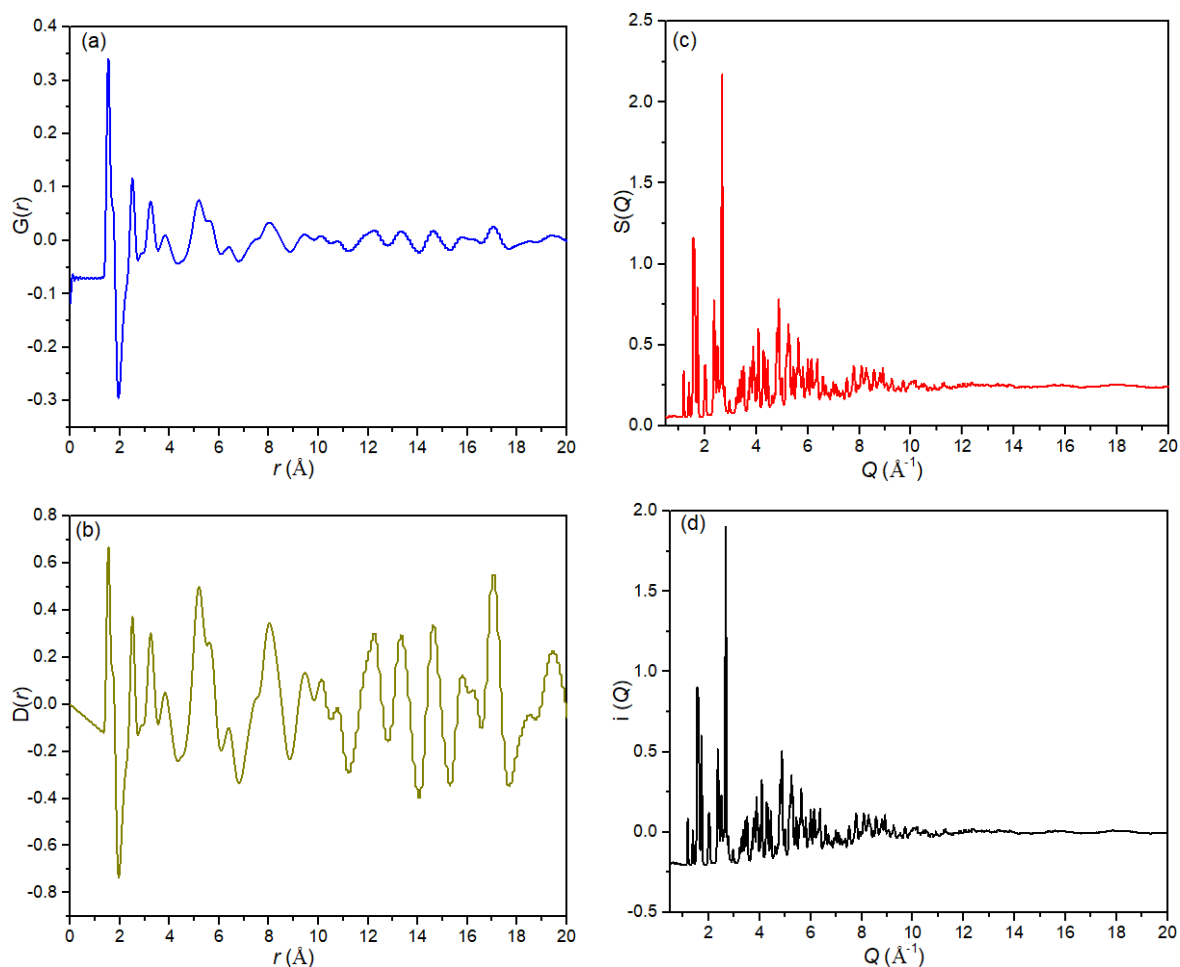 (a)
G(r)
0.4
0.3
0.2
0.1
0.0
-0.1
-0.2
-0.3
0 2 4 6 8 10 12 14 16 18 20
r (Å)
(c)
S(Q)
2.5
2.0
1.5
1.0
0.5
0.0
2 4 6 8 10 12 14 16 18 20
Q (Å⁻¹)
(b)
D(r)
0.8
0.6
0.4
0.2
0.0
-0.2
-0.4
-0.6
-0.8
0 2 4 6 8 10 12 14 16 18 20
r (Å)
(d)
i (Q)
2.0
1.5
1.0
0.5
0.0
-0.5
2 4 6 8 10 12 14 16 18 20
Q (Å⁻¹)